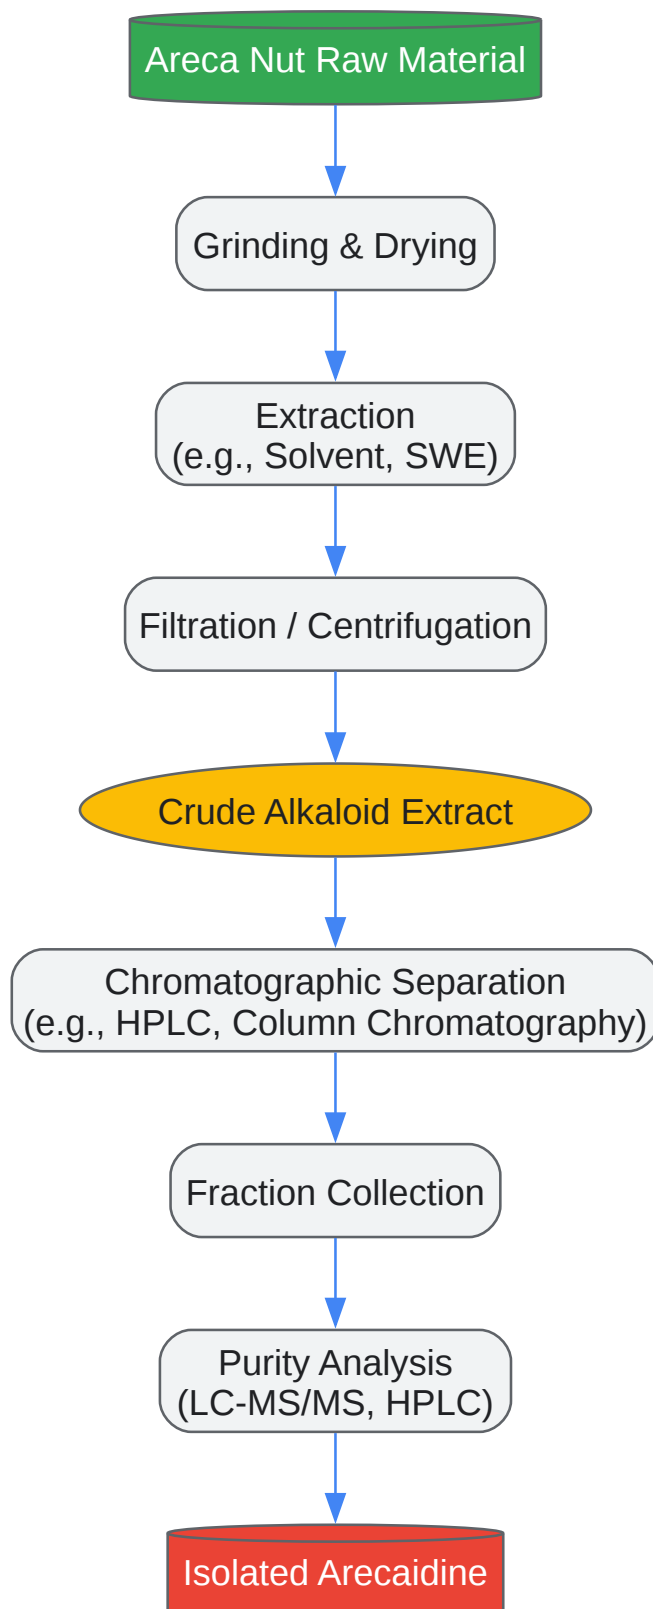 Areca Nut Raw Material
Grinding & Drying
Extraction
(e.g., Solvent, SWE)
Filtration / Centrifugation
Crude Alkaloid Extract
Chromatographic Separation
(e.g., HPLC, Column Chromatography)
Fraction Collection
Purity Analysis
(LC-MS/MS, HPLC)
Isolated Arecaidine